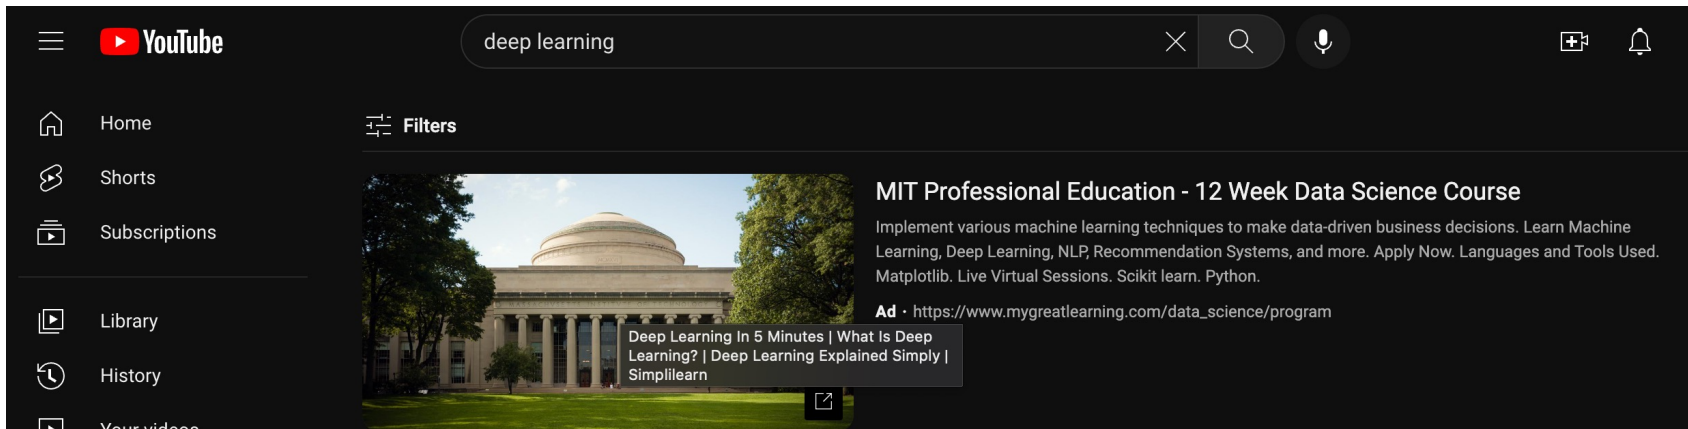 YouTube
deep learning
Home
Shorts
Subscriptions
Library
History
Your videos
Filters
MIT Professional Education - 12 Week Data Science Course
Implement various machine learning techniques to make data-driven business decisions. Learn Machine
Learning, Deep Learning, NLP, Recommendation Systems, and more. Apply Now. Languages and Tools Used.
Matplotlib. Live Virtual Sessions. Scikit learn. Python.
Ad · https://www.mygreatlearning.com/data_science/program
Deep Learning In 5 Minutes | What Is Deep
Learning? | Deep Learning Explained Simply |
Simplilearn